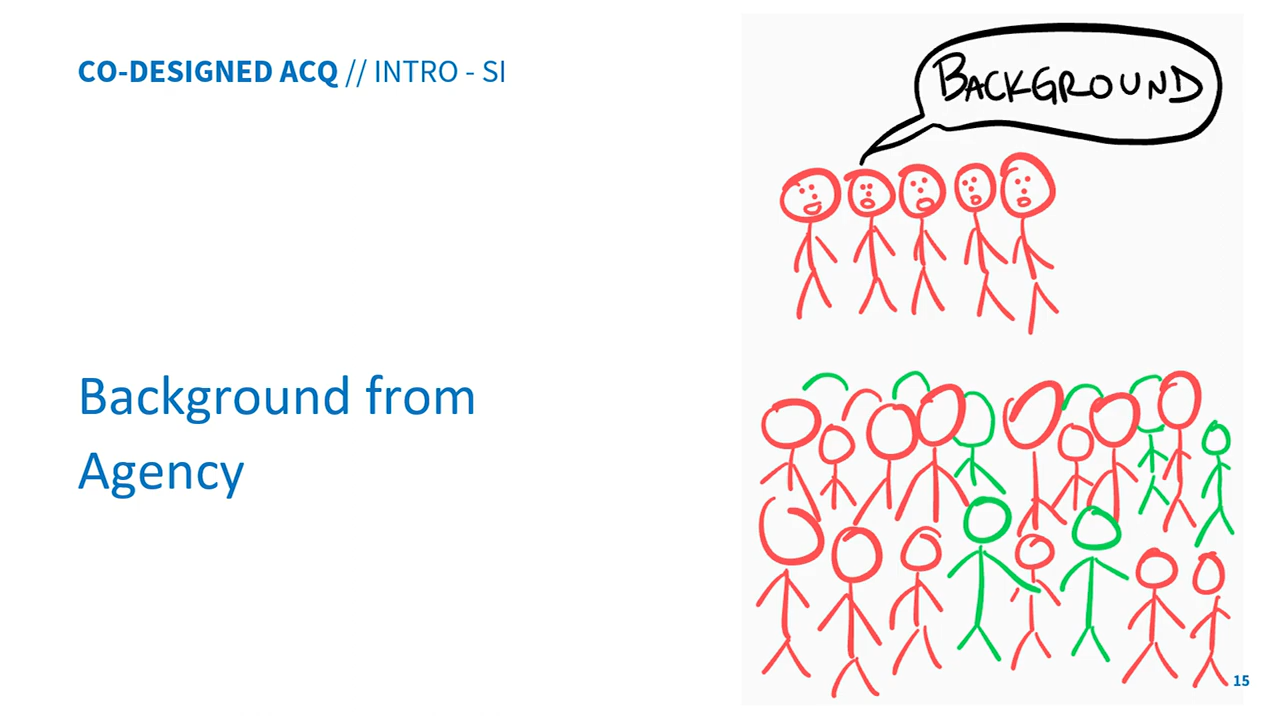 CO-DESIGNED ACQ // INTRO - SI
BACKGROUND
Background from
Agency
15